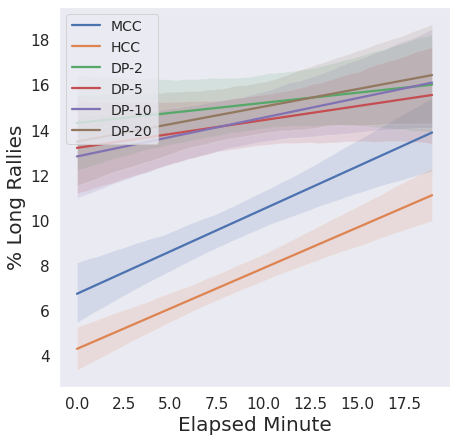 MCC
HCC
DP-2
DP-5
DP-10
DP-20
18
16
14
12
10
8
6
4
% Long Rallies
0.0 2.5 5.0 7.5 10.0 12.5 15.0 17.5
Elapsed Minute